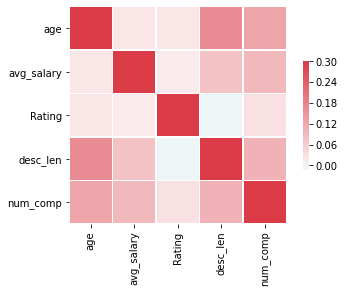 age
avg_salary
Rating
desc_len
num_comp
age
avg_salary
Rating
desc_len
num_comp
0.30
0.24
0.18
0.12
0.06
0.00